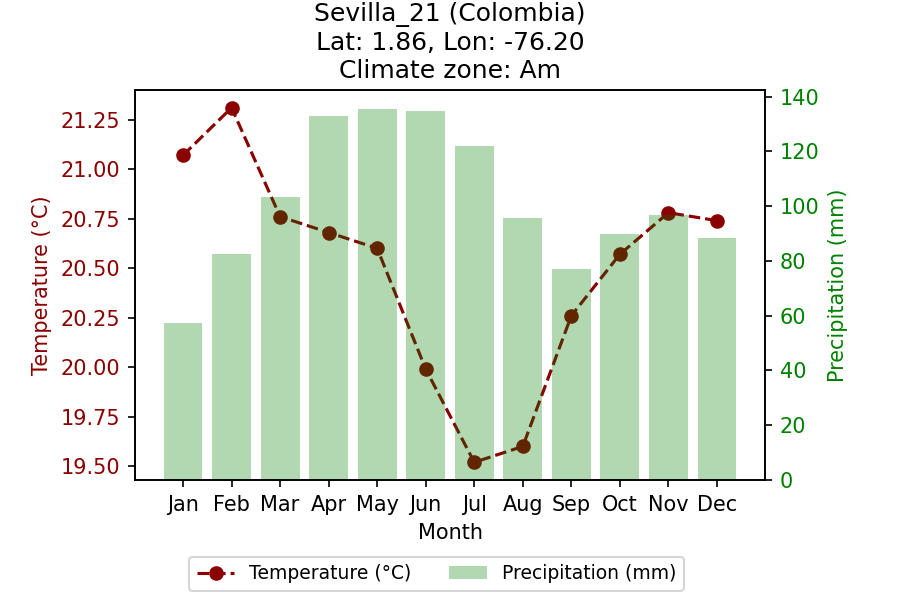 Sevilla_21 (Colombia)
Lat: 1.86, Lon: -76.20
Climate zone: Am
Temperature (°C)
21.25
21.00
20.75
20.50
20.25
20.00
19.75
19.50
140
120
100
80
60
40
20
0
Precipitation (mm)
Jan Feb Mar Apr May Jun Jul Aug Sep Oct Nov Dec
Month
Temperature (°C) Precipitation (mm)